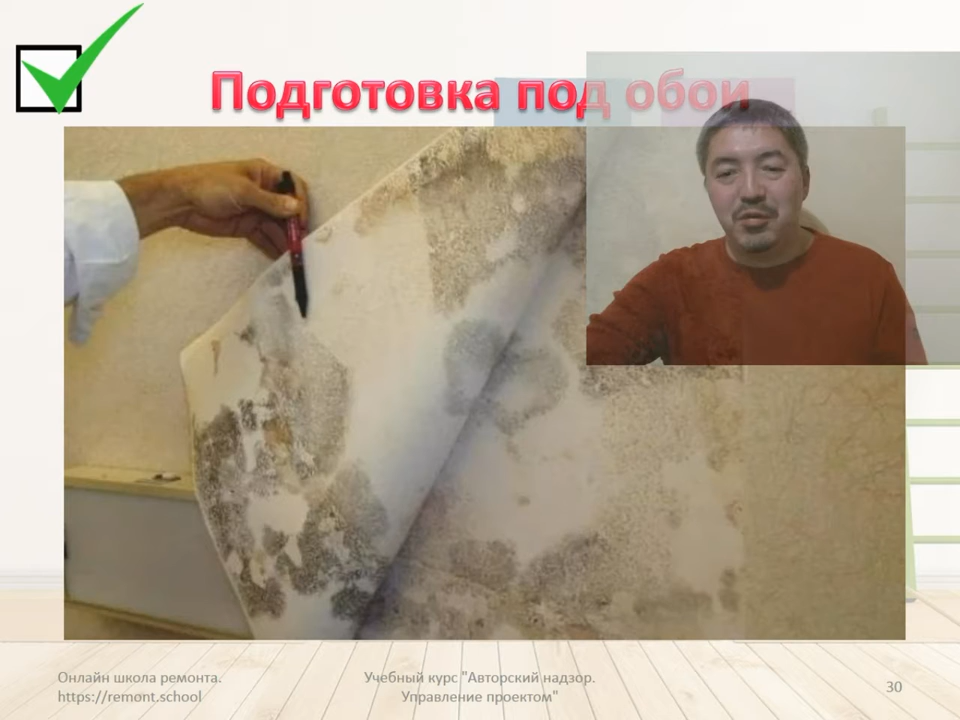 Подготовка под обои
Онлайн школа ремонта.
https://remont.school
Учебный курс "Авторский надзор.
Управление проектом"
30